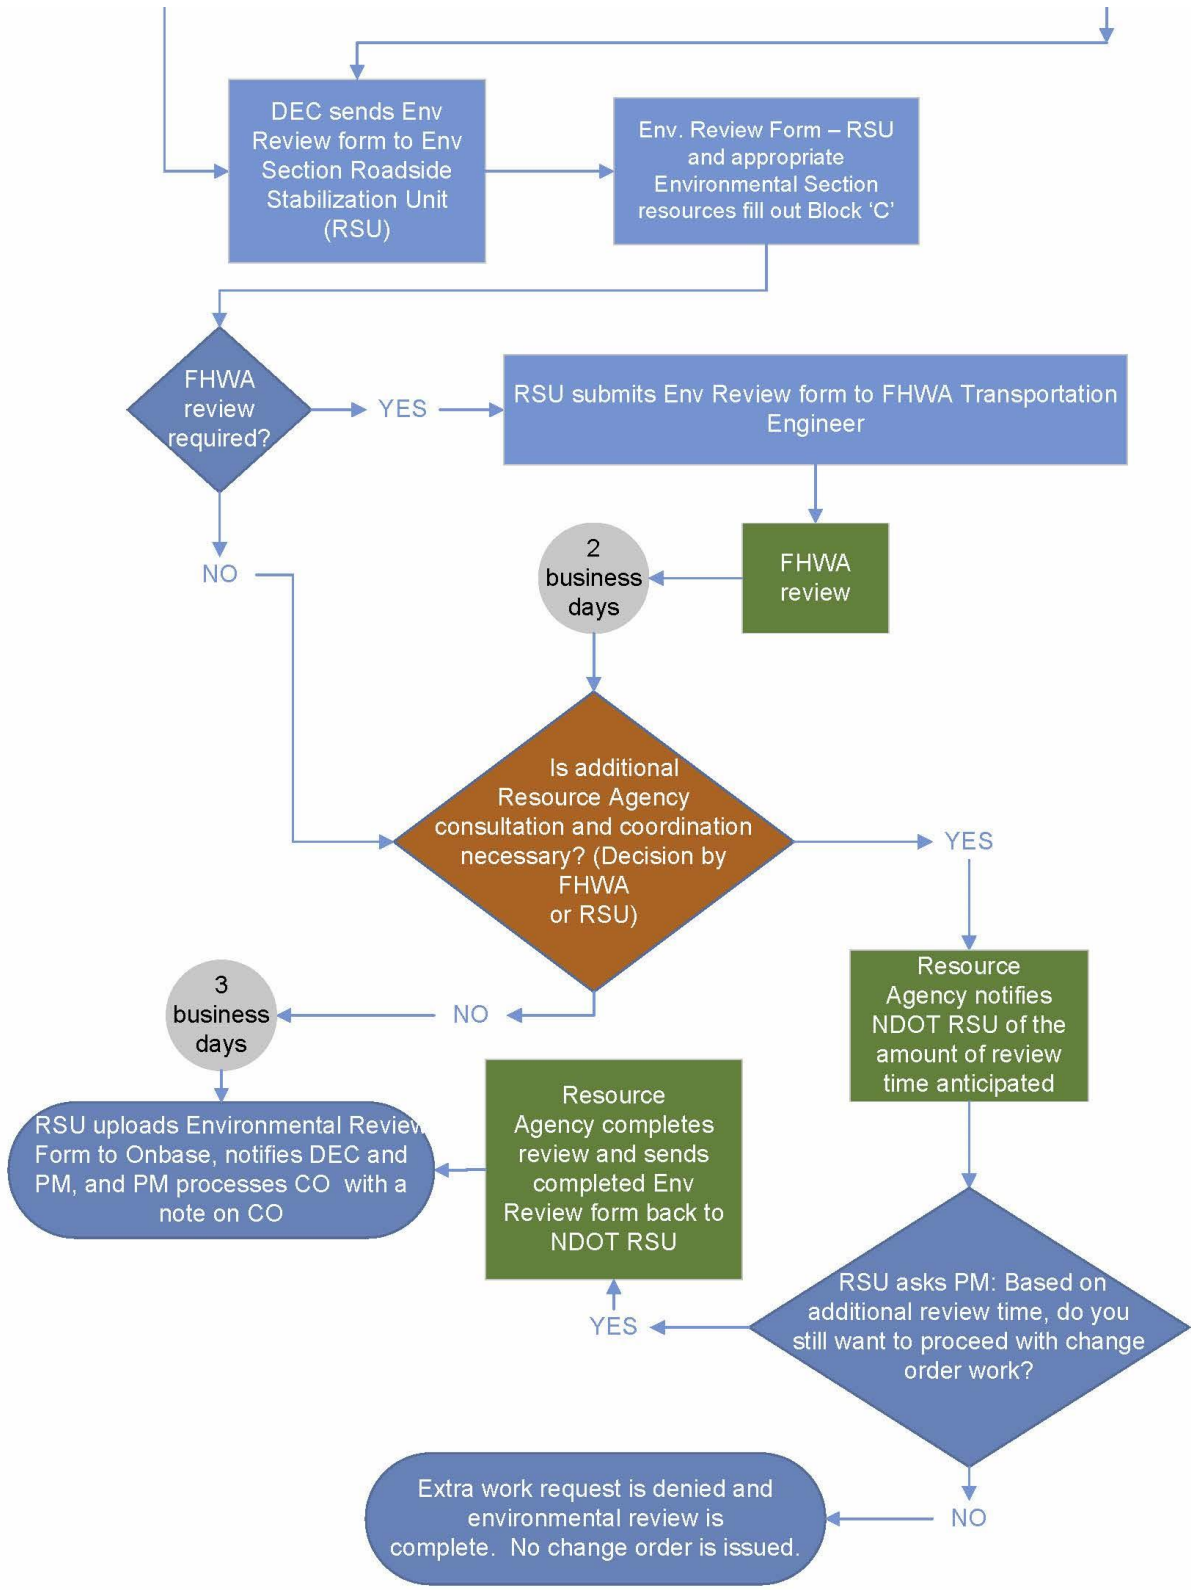 DEC sends Env
Review form to Env
Section Roadside
Stabilization Unit
(RSU)
Env. Review Form – RSU
and appropriate
Environmental Section
resources fill out Block ‘C’
FHWA
review
required?
YES
RSU submits Env Review form to FHWA Transportation
Engineer
NO
2
business
days
FHWA
review
Is additional
Resource Agency
consultation and coordination
necessary? (Decision by
FHWA
or RSU)
YES
Resource
Agency notifies
NDOT RSU of the
amount of review
time anticipated
NO
3
business
days
RSU uploads Environmental Review
Form to Onbase, notifies DEC and
PM, and PM processes CO with a
note on CO
Resource
Agency completes
review and sends
completed Env
Review form back to
NDOT RSU
RSU asks PM: Based on
additional review time, do you
still want to proceed with change
order work?
YES
NO
Extra work request is denied and
environmental review is
complete. No change order is issued.